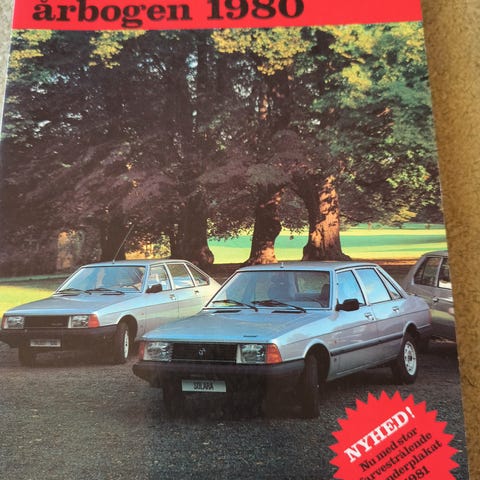 årbogen 1980
SOLARA
NYHED!
Nu med stor
farvestrålende
1981